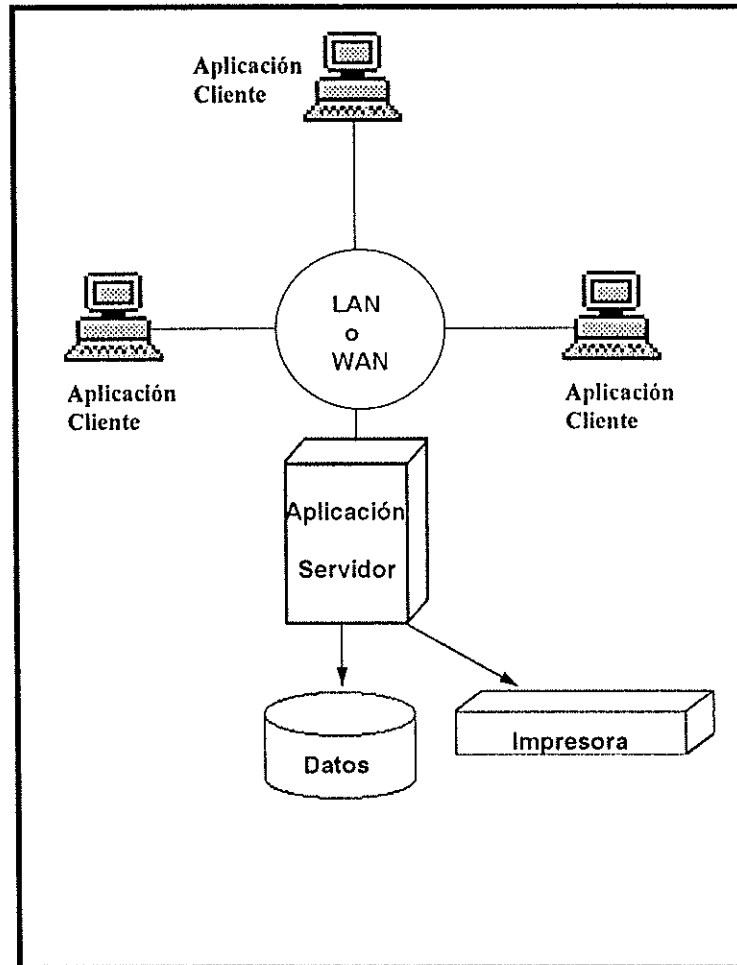 Aplicación
Cliente
LAN
o
WAN
Aplicación
Cliente
Aplicación
Cliente
Aplicación
Servidor
Datos
Impresora